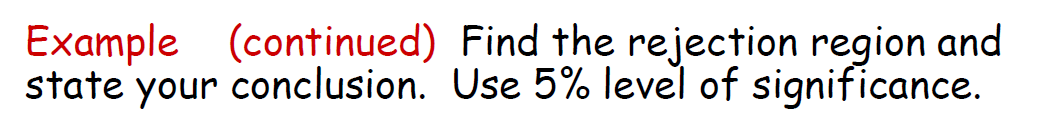 Example (continued) Find the rejection region and
state your conclusion. Use 5% level of significance.